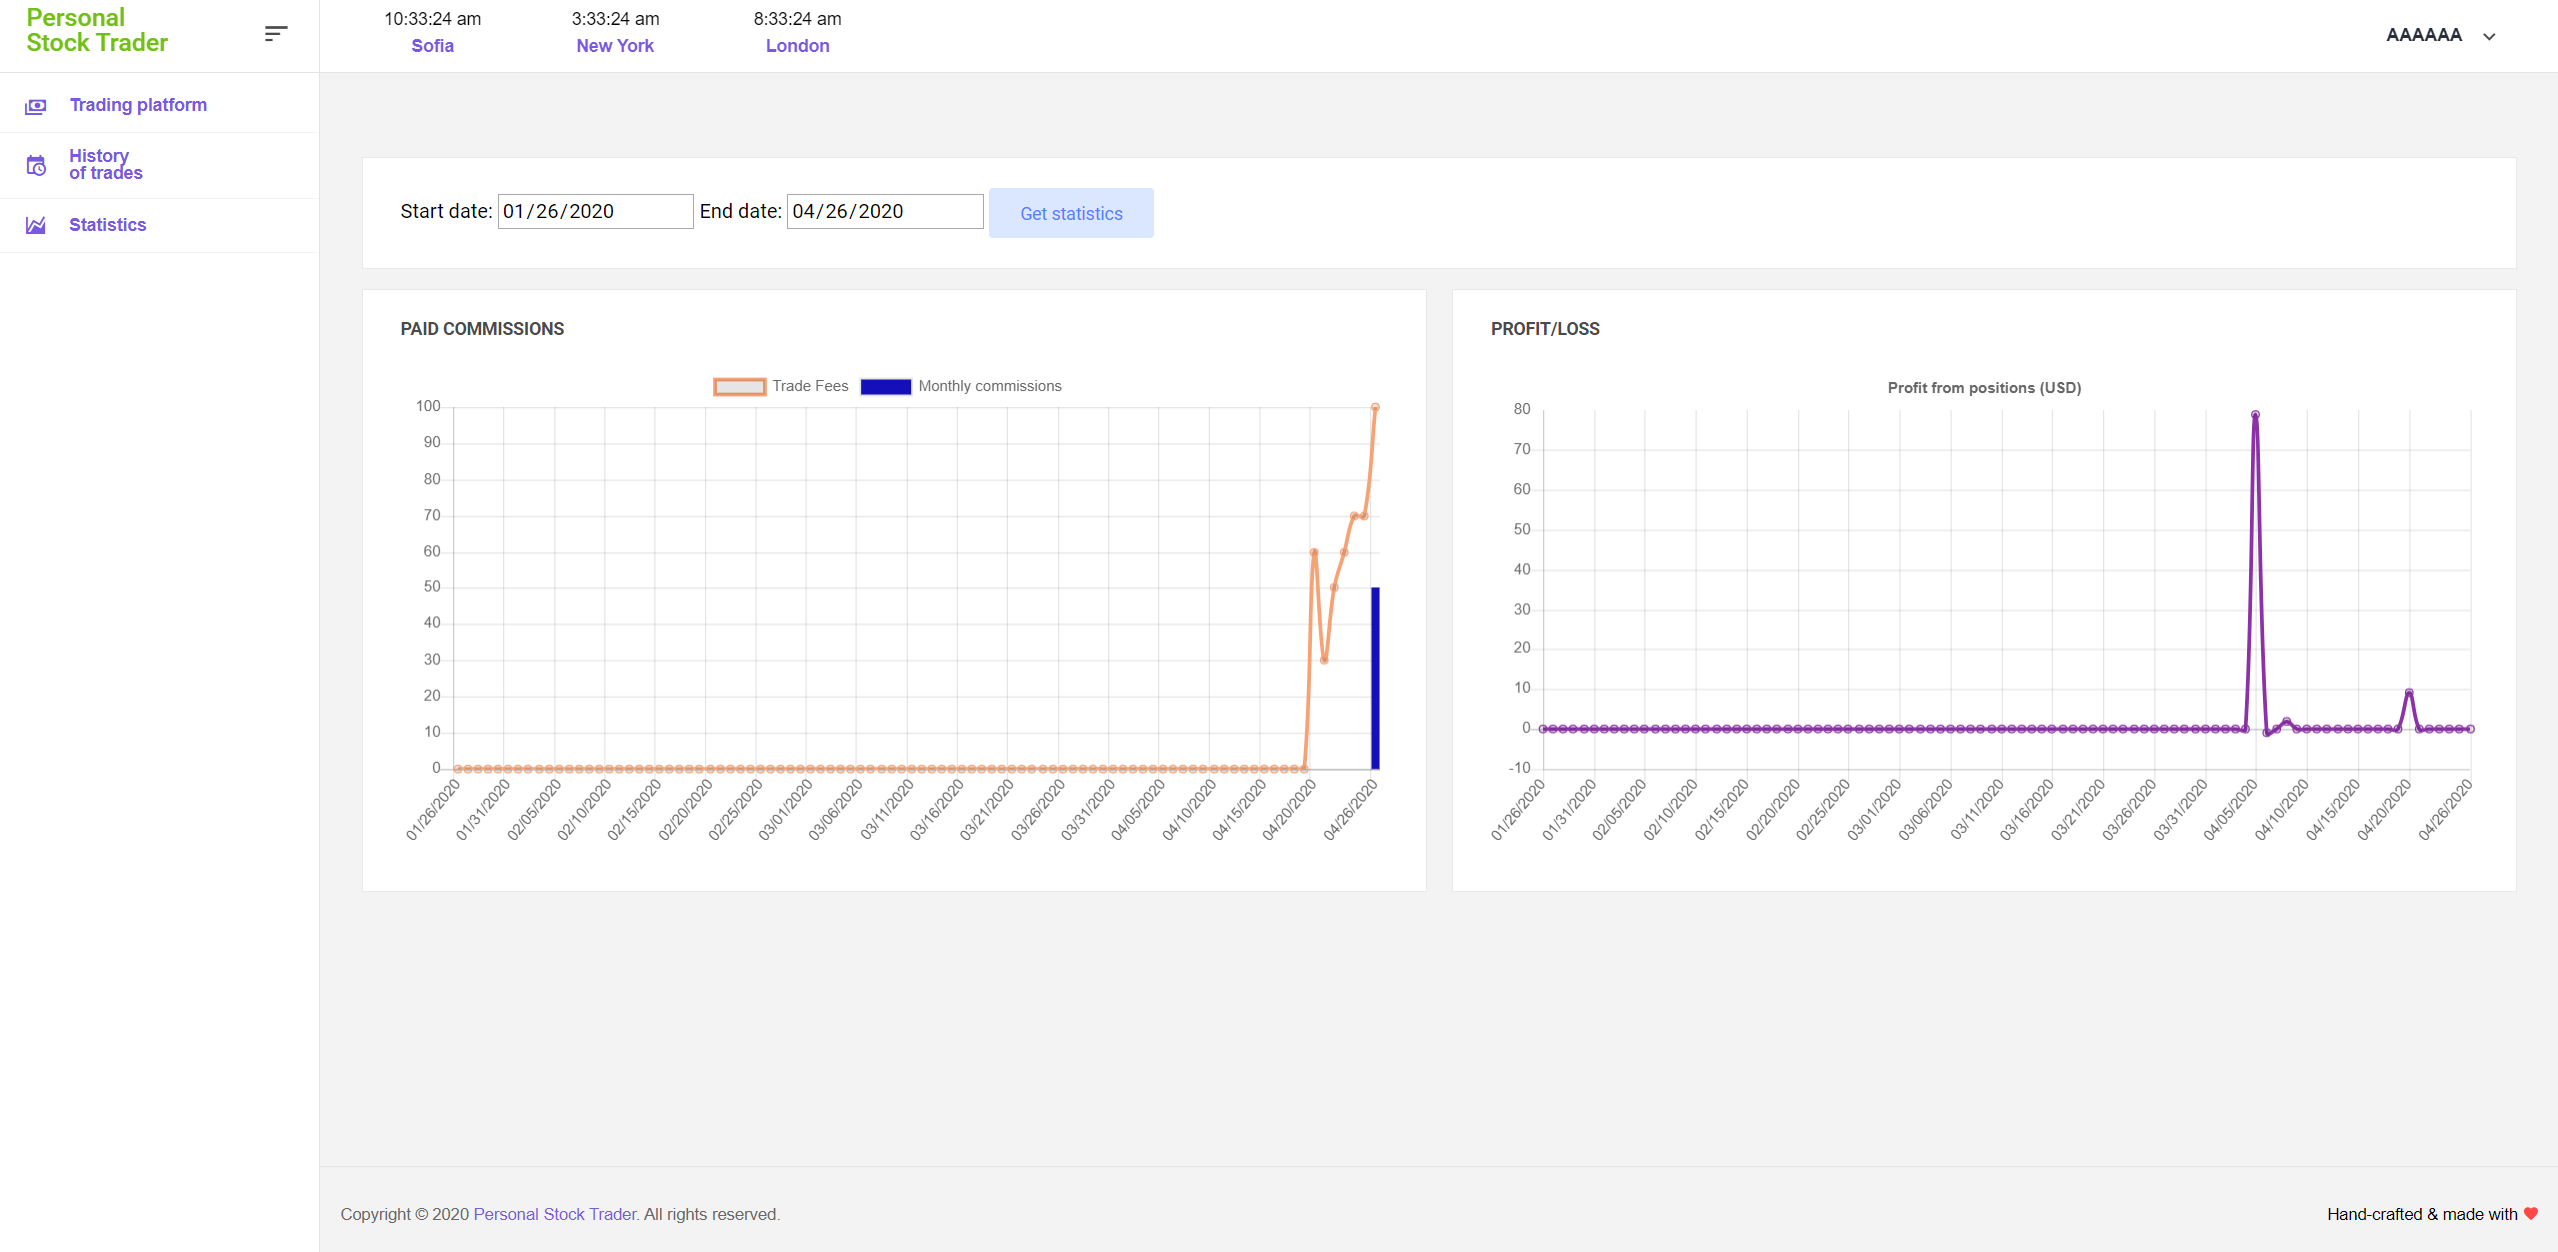 Personal
Stock Trader
10:33:24 am
Sofia
3:33:24 am
New York
8:33:24 am
London
AAAAAA
Trading platform
History
of trades
Statistics
Start date: 01/26/2020 End date: 04/26/2020 Get statistics
PAID COMMISSIONS
Trade Fees Monthly commissions
100
90
80
70
60
50
40
30
20
10
0
01/26/2020 01/31/2020 02/05/2020 02/10/2020 02/15/2020 02/20/2020 02/25/2020 03/01/2020 03/06/2020 03/11/2020 03/16/2020 03/21/2020 03/26/2020 03/31/2020 04/05/2020 04/10/2020 04/15/2020 04/20/2020 04/26/2020
PROFIT/LOSS
Profit from positions (USD)
80
70
60
50
40
30
20
10
0
-10
01/26/2020 01/31/2020 02/05/2020 02/10/2020 02/15/2020 02/20/2020 02/25/2020 03/01/2020 03/06/2020 03/11/2020 03/16/2020 03/21/2020 03/26/2020 03/31/2020 04/05/2020 04/10/2020 04/15/2020 04/20/2020 04/26/2020
Copyright © 2020 Personal Stock Trader. All rights reserved.
Hand-crafted & made with